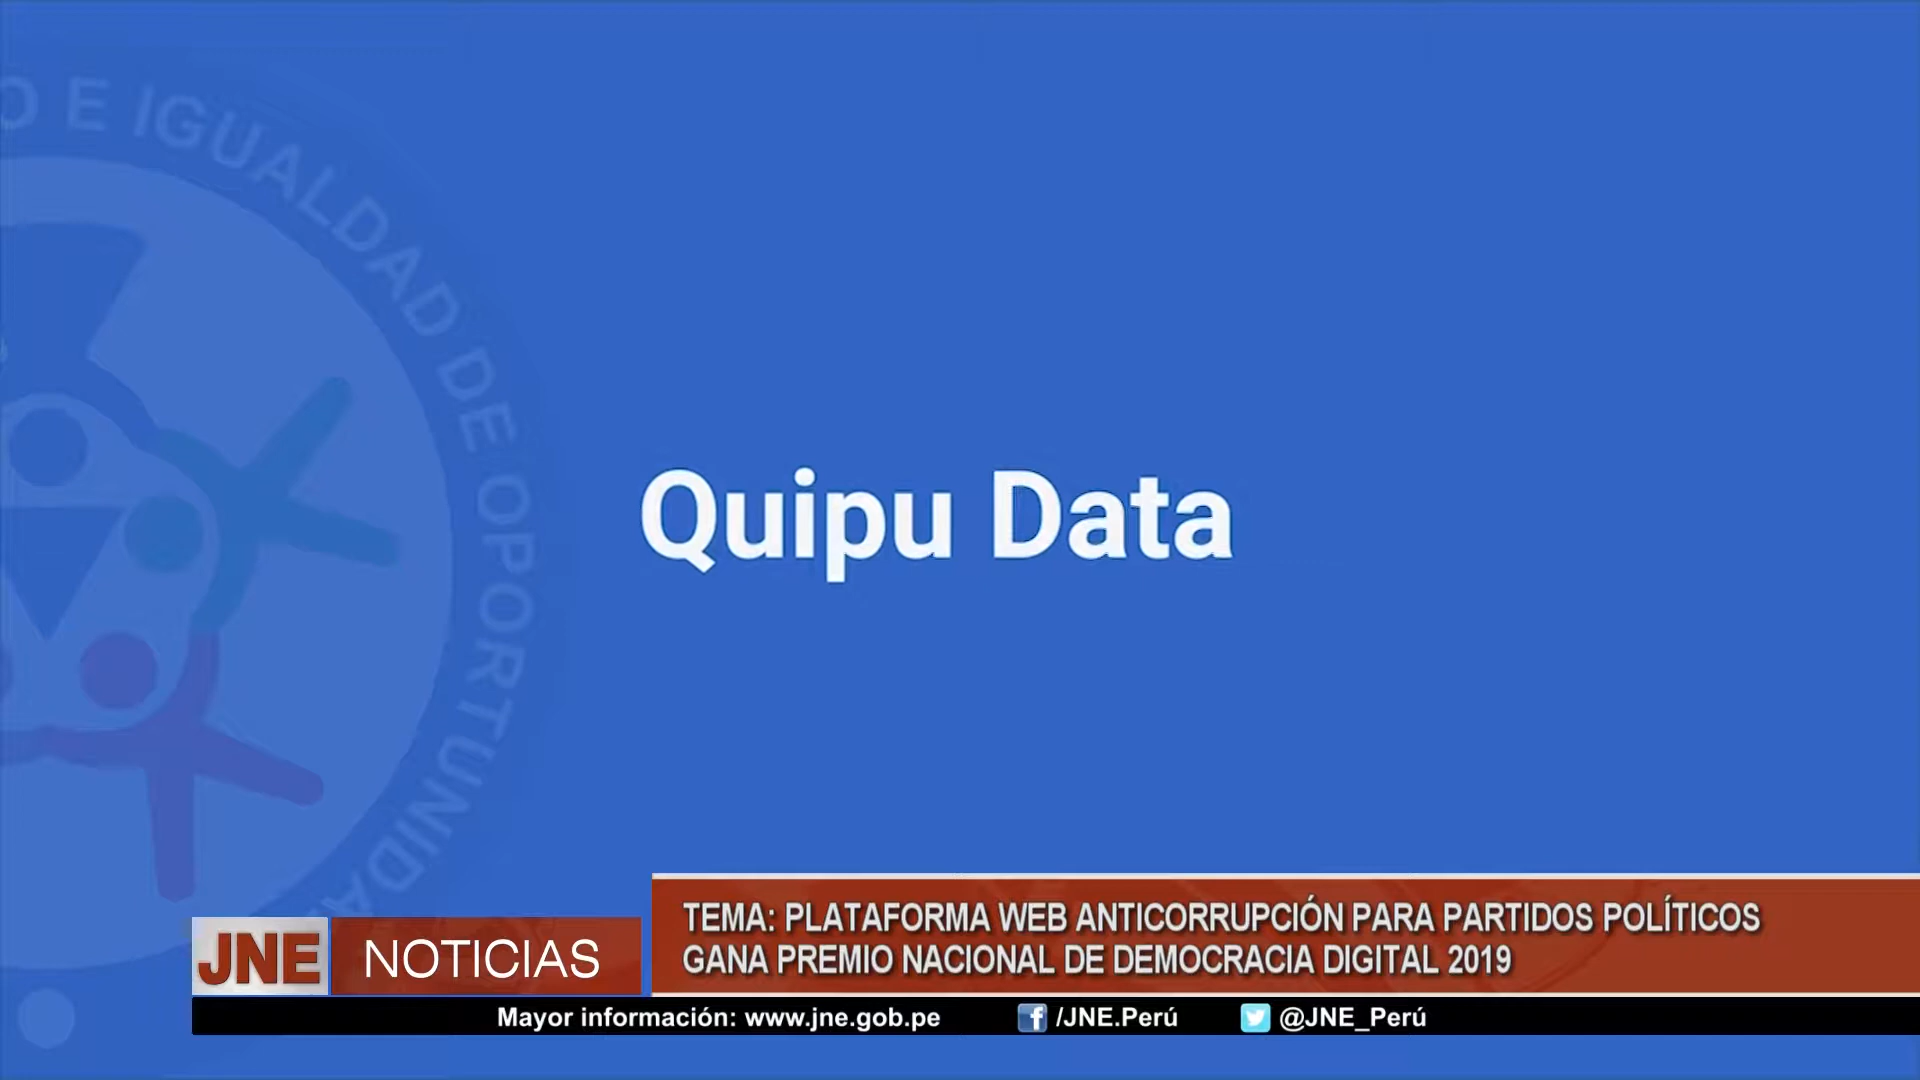 O E IGUALDAD DE OPORTUNIDA
Quipu Data
TEMA: PLATAFORMA WEB ANTICORRUPCIÓN PARA PARTIDOS POLÍTICOS
GANA PREMIO NACIONAL DE DEMOCRACIA DIGITAL 2019
JNE NOTICIAS
Mayor información: www.jne.gob.pe /JNE.Perú @JNE_Perú